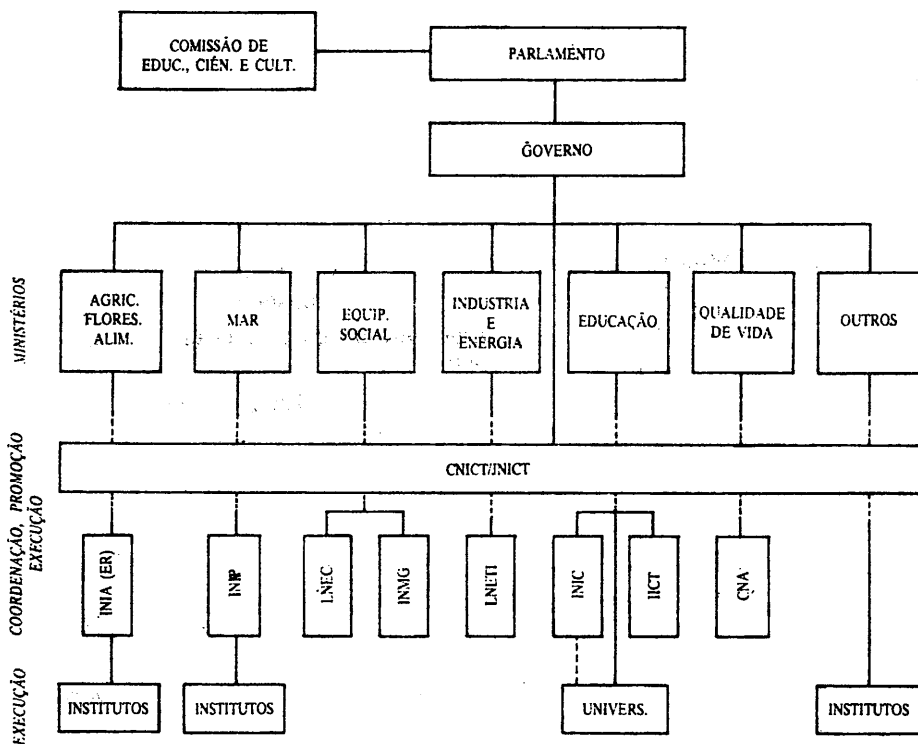 COMISSÃO DE
EDUC., CIÊN. E CULT.
PARLAMENTO
GOVERNO
MINISTÉRIOS
AGRIC.
FLORES.
ALIM.
MAR
EQUIP.
SOCIAL
INDUSTRIA
E
ENERGIA
EDUCAÇÃO
QUALIDADE
DE VIDA
OUTROS
COORDENAÇÃO, PROMOÇÃO
EXECUÇÃO
CNICT/JNICT
INIA (ER)
INIP
LNEC
INMG
LNETI
INIC
IICT
CNA
EXECUÇÃO
INSTITUTOS
INSTITUTOS
UNIVERS.
INSTITUTOS